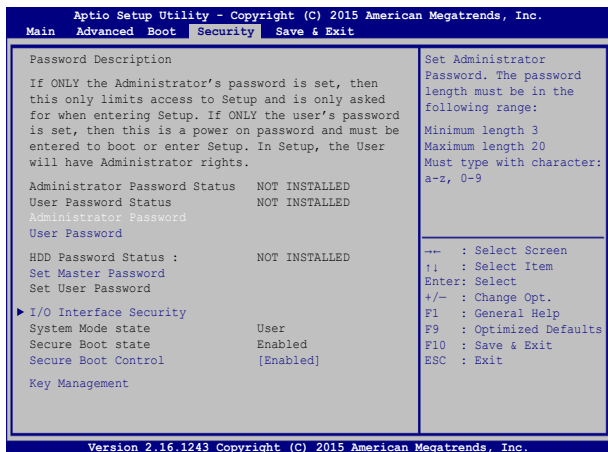 Aptio Setup Utility - Copyright (C) 2015 American Megatrends, Inc.
Main Advanced Boot Security Save & Exit
Password Description
If ONLY the Administrator's password is set, then
this only limits access to Setup and is only asked
for when entering Setup. If ONLY the user's password
is set, then this is a power on password and must be
entered to boot or enter Setup. In Setup, the User
will have Administrator rights.
Administrator Password Status NOT INSTALLED
User Password Status NOT INSTALLED
Administrator Password
User Password
HDD Password Status : NOT INSTALLED
Set Master Password
Set User Password
I/O Interface Security
System Mode state User
Secure Boot state Enabled
Secure Boot Control [Enabled]
Key Management
Set Administrator
Password. The password
length must be in the
following range:
Minimum length 3
Maximum length 20
Must type with character:
a-z, 0-9
→← : Select Screen
↑↓ : Select Item
Enter: Select
+/— : Change Opt.
F1 : General Help
F9 : Optimized Defaults
F10 : Save & Exit
ESC : Exit
Version 2.16.1243 Copyright (C) 2015 American Megatrends, Inc.